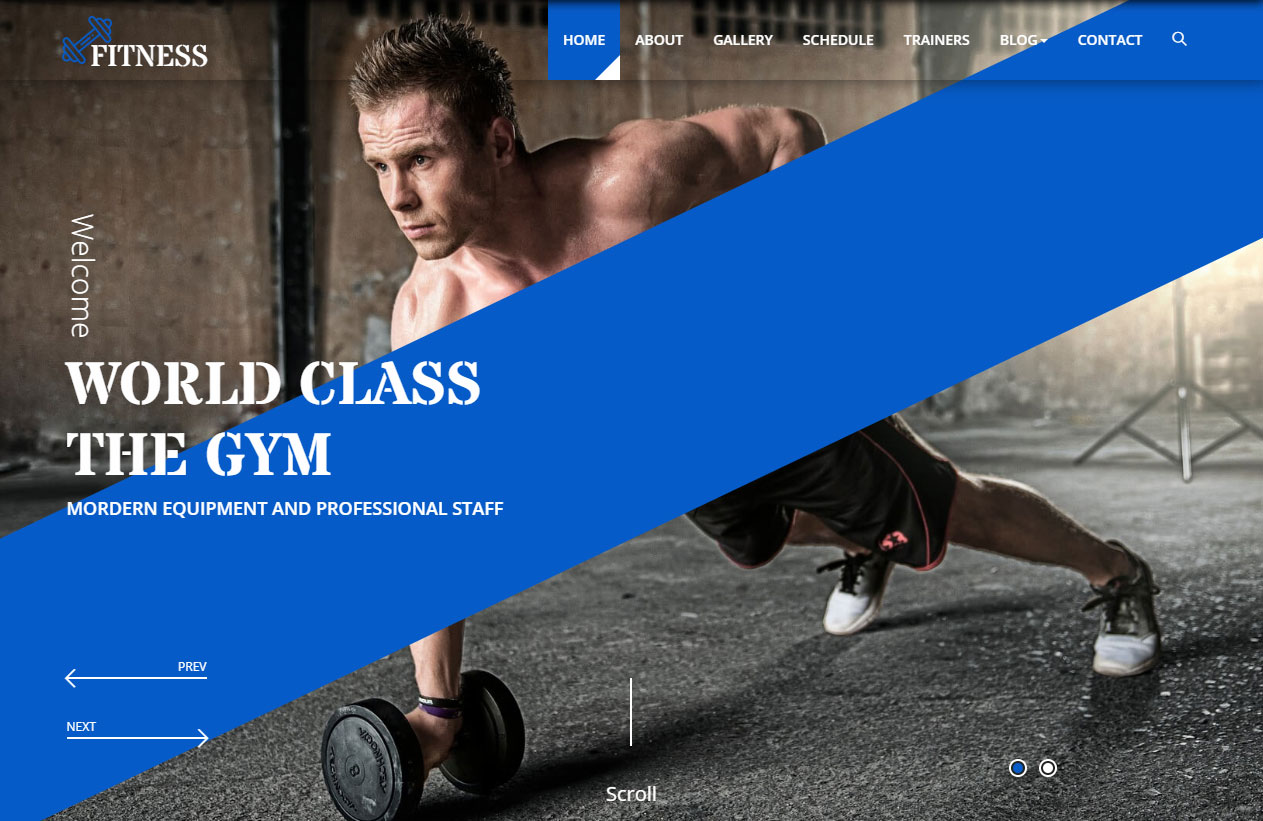 FITNESS
HOME ABOUT GALLERY SCHEDULE TRAINERS BLOG CONTACT
Welcome
WORLD CLASS
THE GYM
MORDERN EQUIPMENT AND PROFESSIONAL STAFF
PREV
NEXT
Scroll